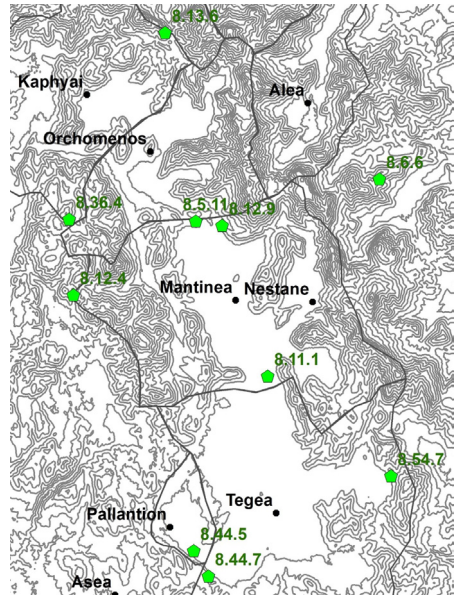 8.13.6
Kaphyai
Alea
Orchomenos
8.6.6
8.36.4
8.5.11
8.12.9
8.12.4
Mantinea
Nestane
8.11.1
8.54.7
Tegea
Pallantion
8.44.5
8.44.7
Asea